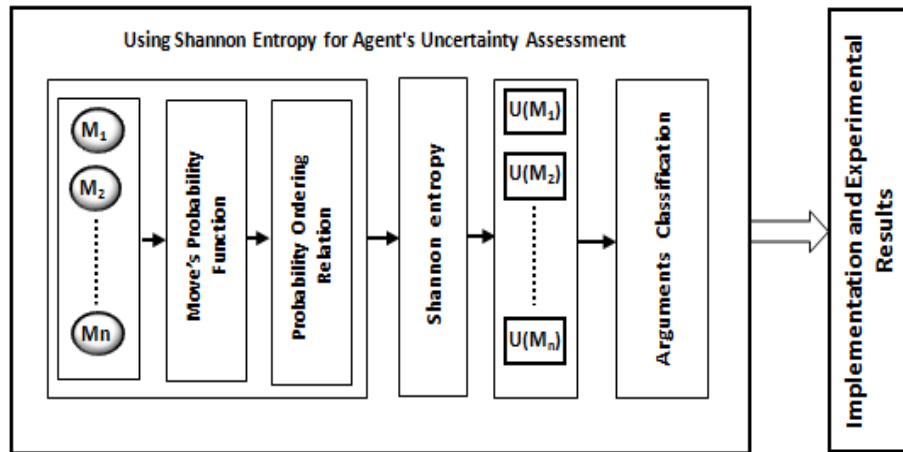 Using Shannon Entropy for Agent's Uncertainty Assessment
M1
M2
Mn
Move's Probability
Function
Probability Ordering
Relation
Shannon entropy
U(M1)
U(M2)
U(Mn)
Arguments Classification
Implementation and Experimental
Results